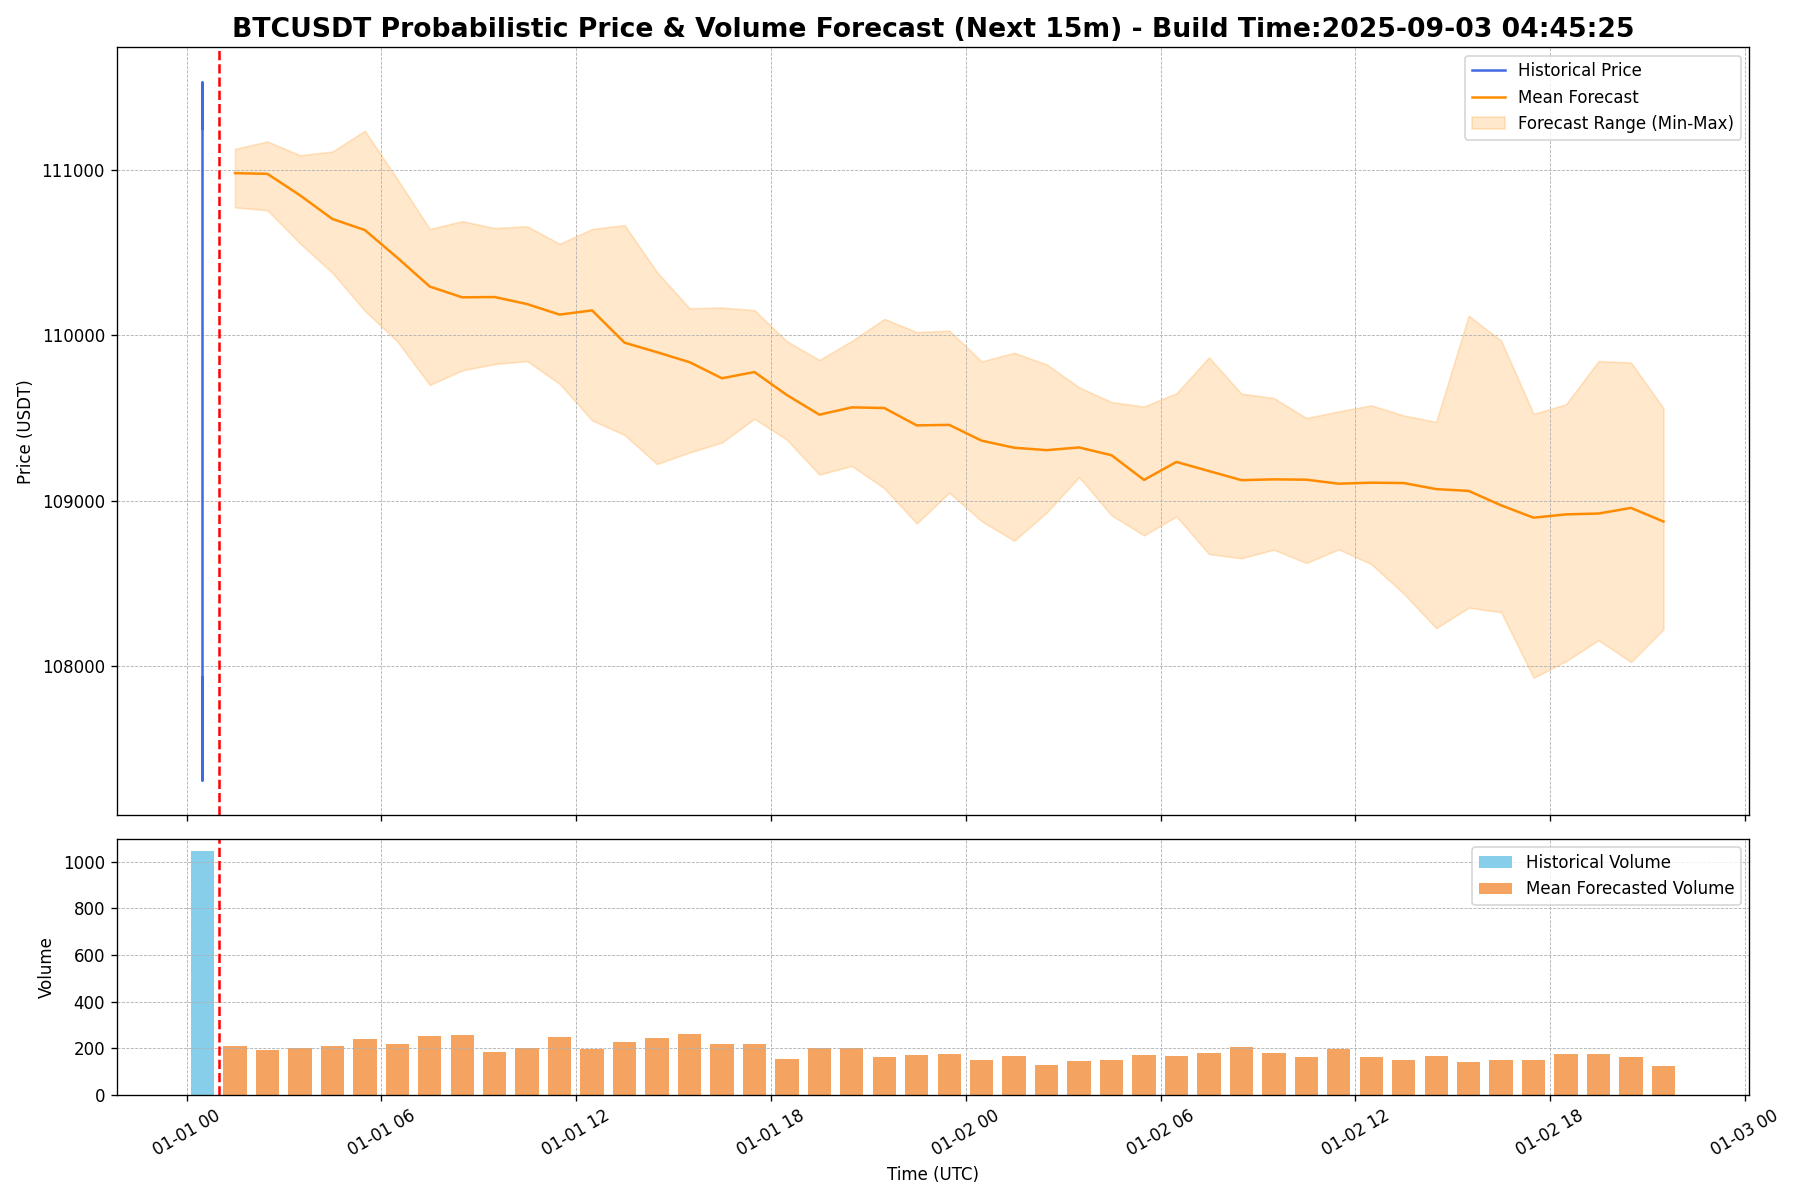 BTCUSDT Probabilistic Price & Volume Forecast (Next 15m) - Build Time:2025-09-03 04:45:25
Historical Price
Mean Forecast
Forecast Range (Min-Max)
111000
110000
109000
108000
Price (USDT)
Historical Volume
Mean Forecasted Volume
1000
800
600
400
200
0
Volume
01-01 00
01-01 06
01-01 12
01-01 18
01-02 00
01-02 06
01-02 12
01-02 18
01-03 00
Time (UTC)